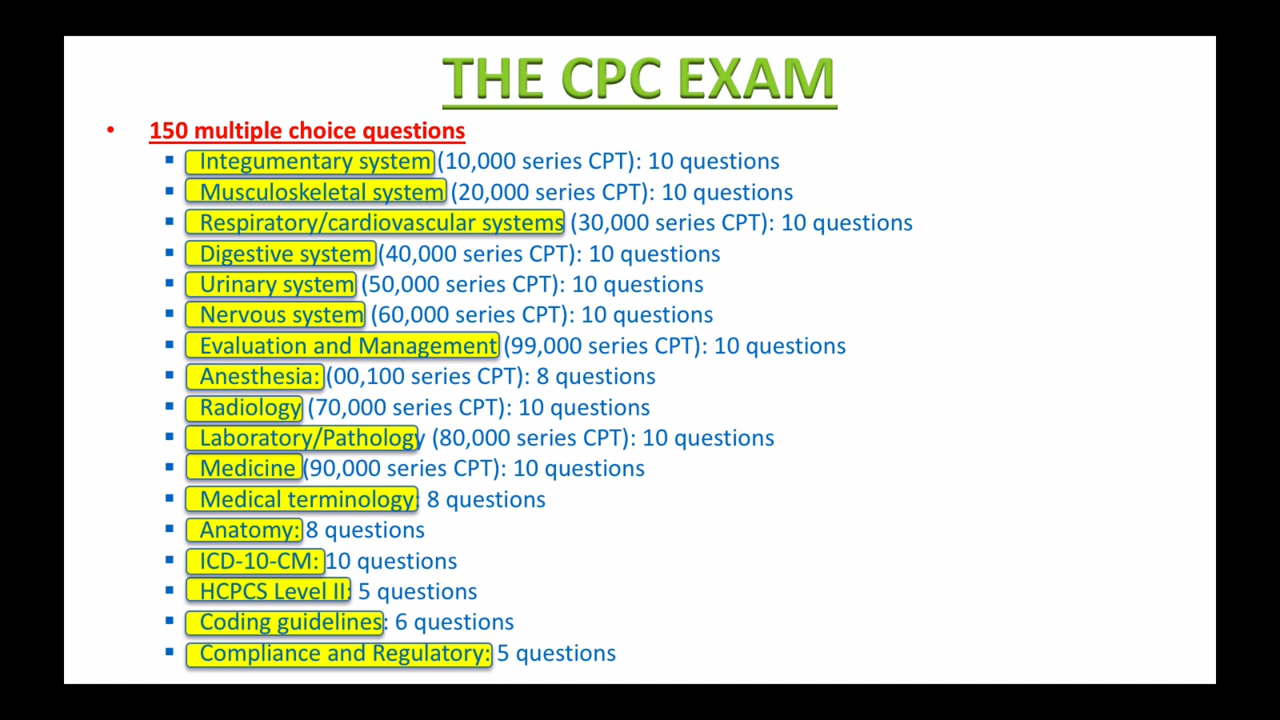 THE CPC EXAM
• 150 multiple choice questions
▪ Integumentary system (10,000 series CPT): 10 questions
▪ Musculoskeletal system (20,000 series CPT): 10 questions
▪ Respiratory/cardiovascular systems (30,000 series CPT): 10 questions
▪ Digestive system (40,000 series CPT): 10 questions
▪ Urinary system (50,000 series CPT): 10 questions
▪ Nervous system (60,000 series CPT): 10 questions
▪ Evaluation and Management (99,000 series CPT): 10 questions
▪ Anesthesia: (00,100 series CPT): 8 questions
▪ Radiology (70,000 series CPT): 10 questions
▪ Laboratory/Pathology (80,000 series CPT): 10 questions
▪ Medicine (90,000 series CPT): 10 questions
▪ Medical terminology: 8 questions
▪ Anatomy: 8 questions
▪ ICD-10-CM: 10 questions
▪ HCPCS Level II: 5 questions
▪ Coding guidelines: 6 questions
▪ Compliance and Regulatory: 5 questions